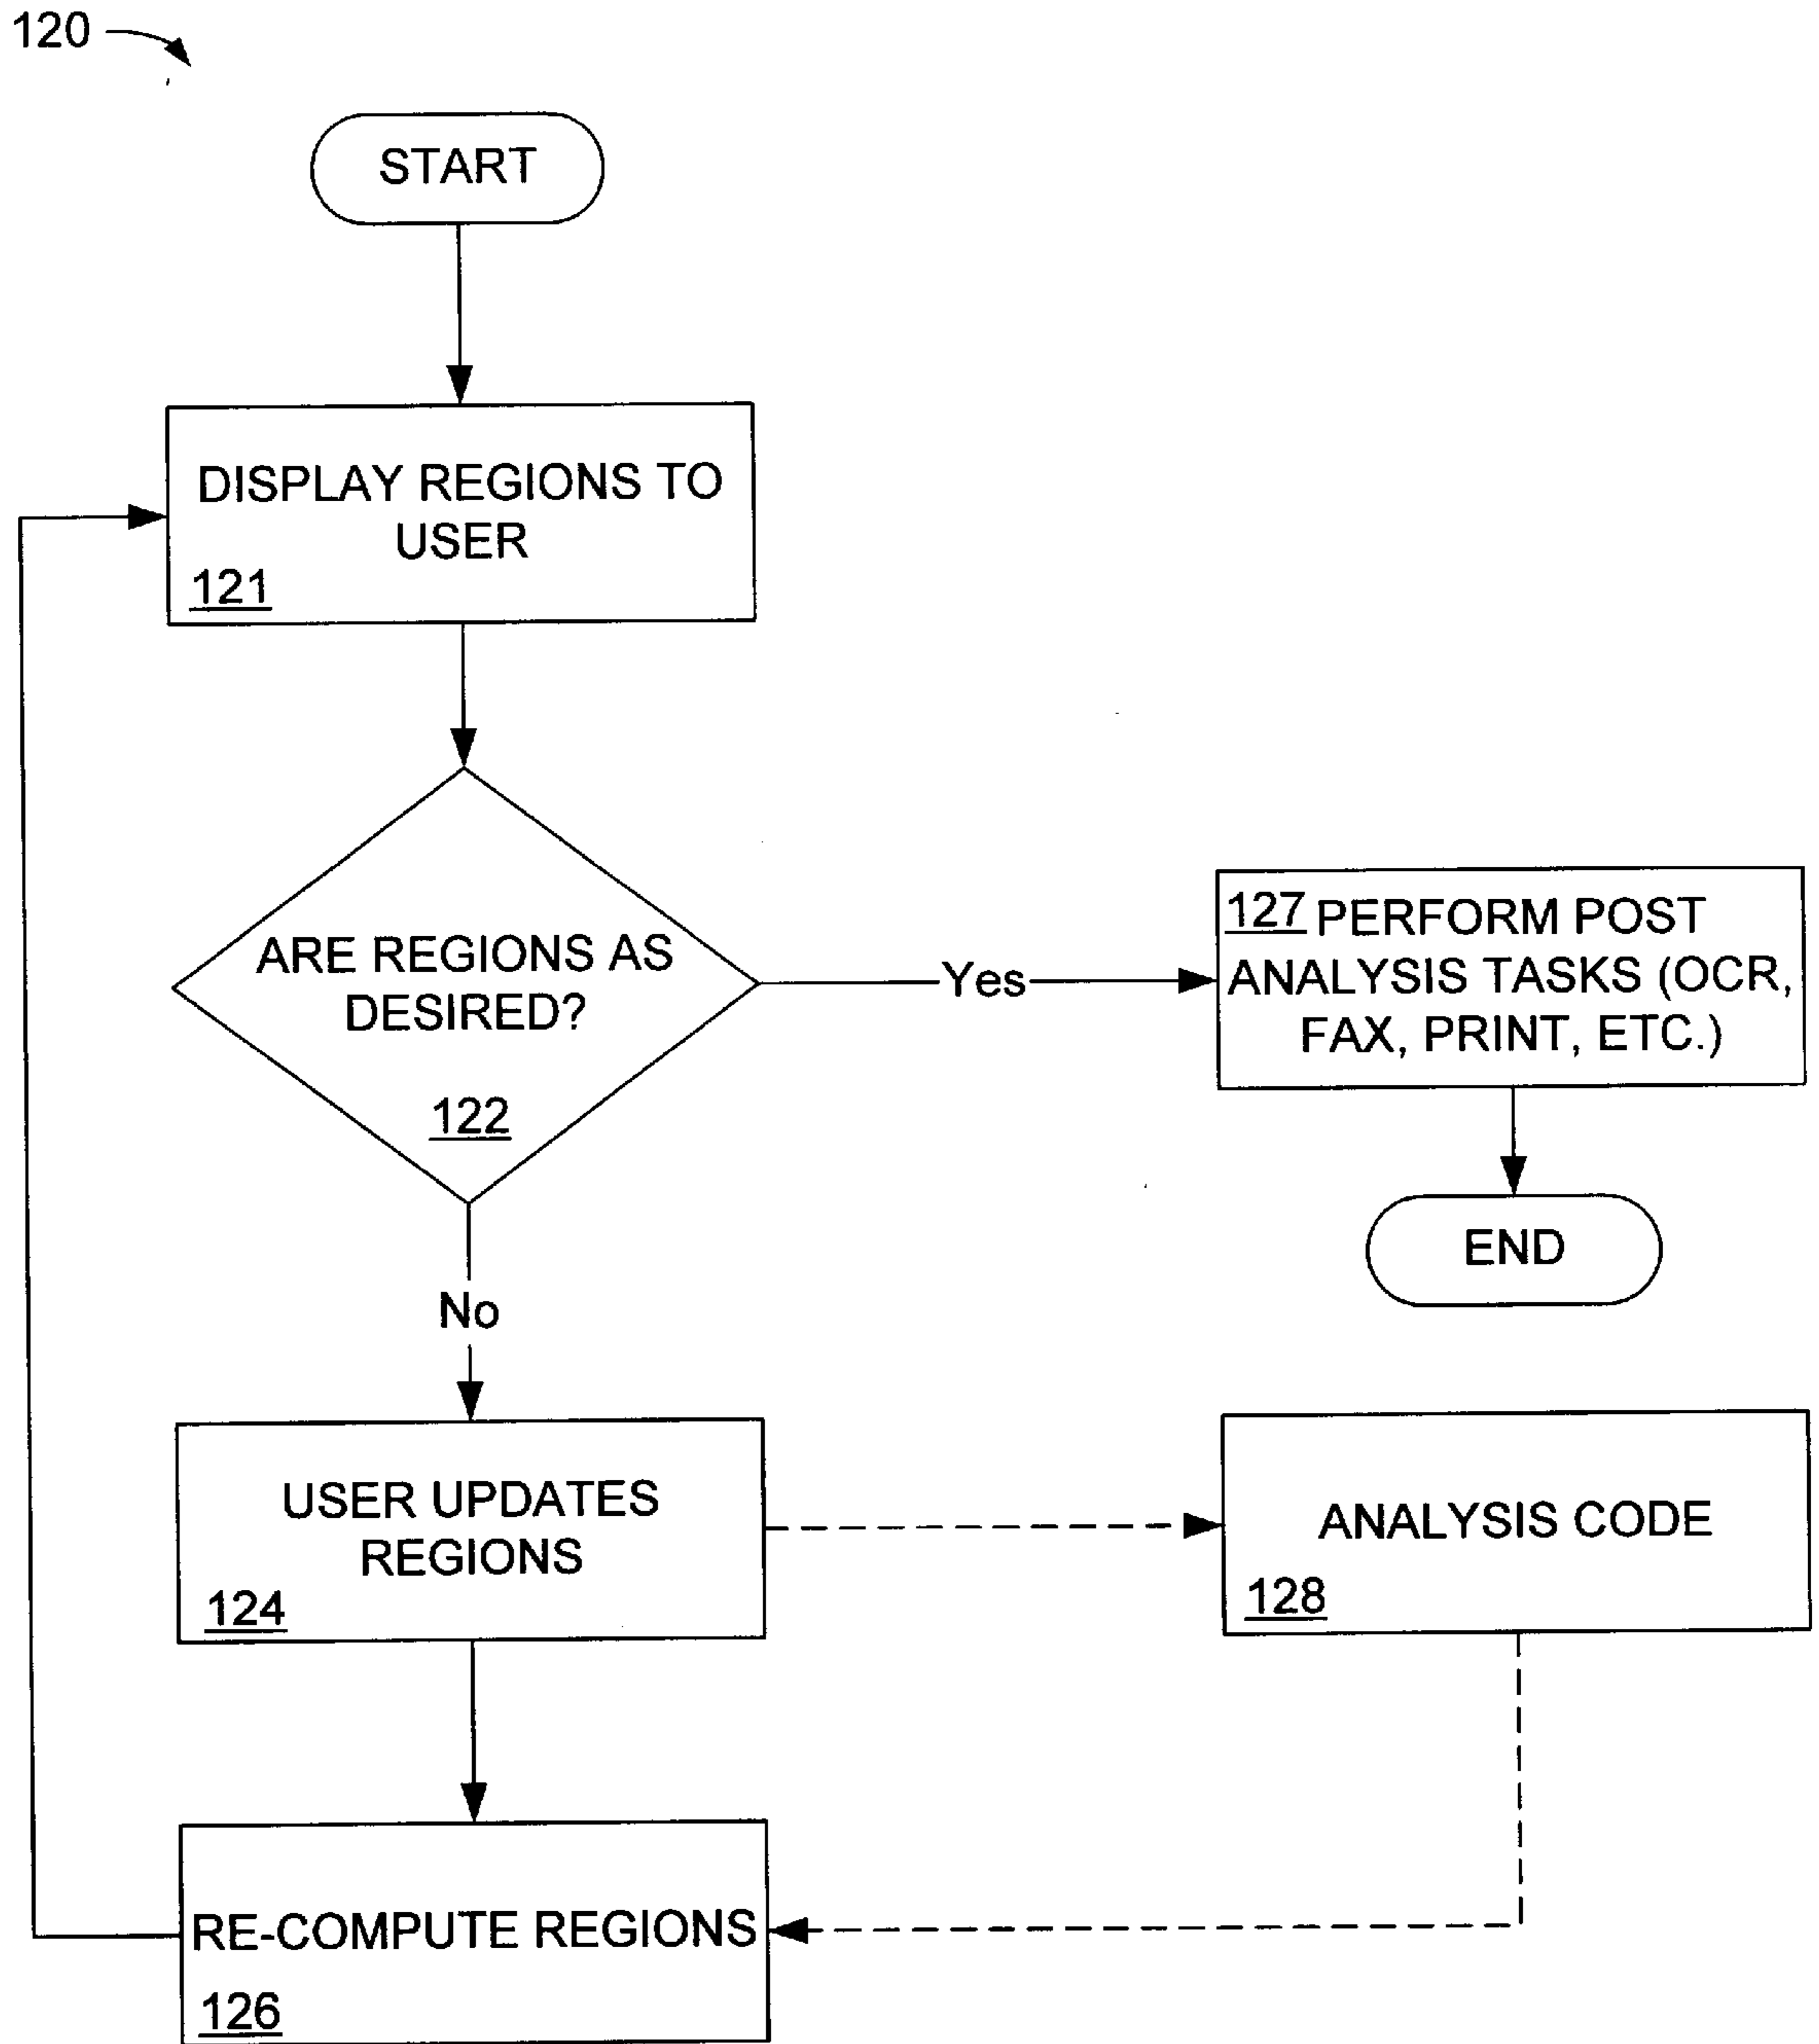 120
START
DISPLAY REGIONS TO
USER
121
ARE REGIONS AS
DESIRED?
122
Yes
127 PERFORM POST
ANALYSIS TASKS (OCR,
FAX, PRINT, ETC.)
END
No
USER UPDATES
REGIONS
124
ANALYSIS CODE
128
RE-COMPUTE REGIONS
126